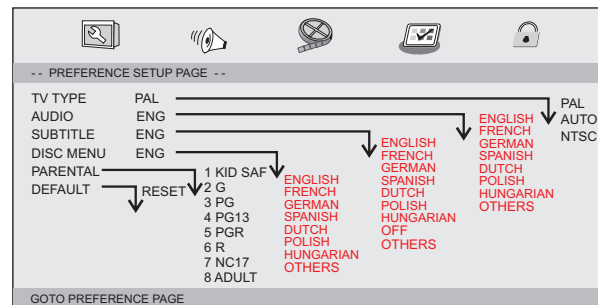 - - PREFERENCE SETUP PAGE - -
TV TYPE PAL
AUDIO ENG
SUBTITLE ENG
DISC MENU ENG
PARENTAL
DEFAULT
RESET
1 KID SAF
2 G
3 PG
4 PG13
5 PGR
6 R
7 NC17
8 ADULT
ENGLISH
FRENCH
GERMAN
SPANISH
DUTCH
POLISH
HUNGARIAN
OTHERS
ENGLISH
FRENCH
GERMAN
SPANISH
DUTCH
POLISH
HUNGARIAN
OFF
OTHERS
ENGLISH
FRENCH
GERMAN
SPANISH
DUTCH
POLISH
HUNGARIAN
OTHERS
PAL
AUTO
NTSC
GOTO PREFERENCE PAGE